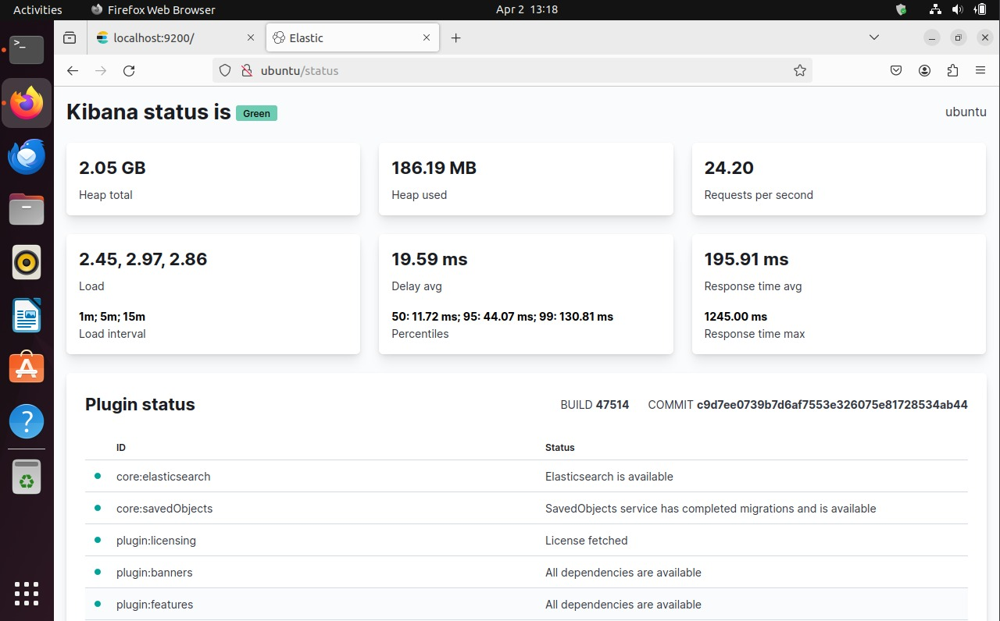 Activities Firefox Web Browser Apr 2 13:18
localhost:9200/ Elastic
ubuntu/status
Kibana status is Green ubuntu
2.05 GB
Heap total
186.19 MB
Heap used
24.20
Requests per second
2.45, 2.97, 2.86
Load
1m; 5m; 15m
Load interval
19.59 ms
Delay avg
50: 11.72 ms; 95: 44.07 ms; 99: 130.81 ms
Percentiles
195.91 ms
Response time avg
1245.00 ms
Response time max
Plugin status BUILD 47514 COMMIT c9d7ee0739b7d6af7553e326075e81728534ab44
ID Status
core:elasticsearch Elasticsearch is available
core:savedObjects SavedObjects service has completed migrations and is available
plugin:licensing License fetched
plugin:banners All dependencies are available
plugin:features All dependencies are available